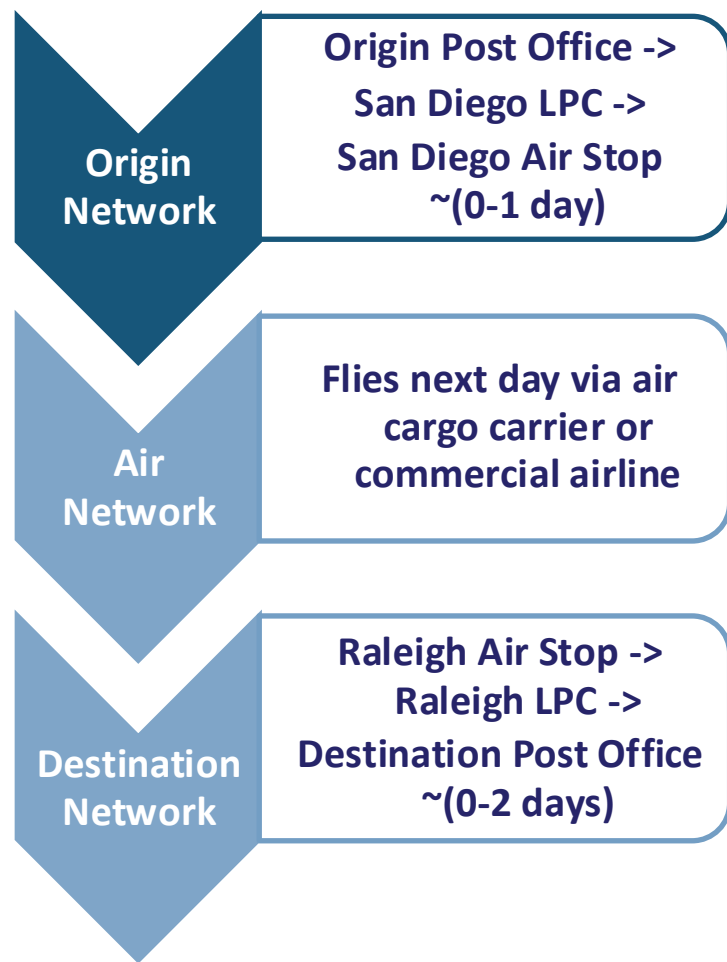 Origin
Network
Origin Post Office ->
San Diego LPC ->
San Diego Air Stop
~(0-1 day)
Air
Network
Flies next day via air
cargo carrier or
commercial airline
Destination
Network
Raleigh Air Stop ->
Raleigh LPC ->
Destination Post Office
~(0-2 days)